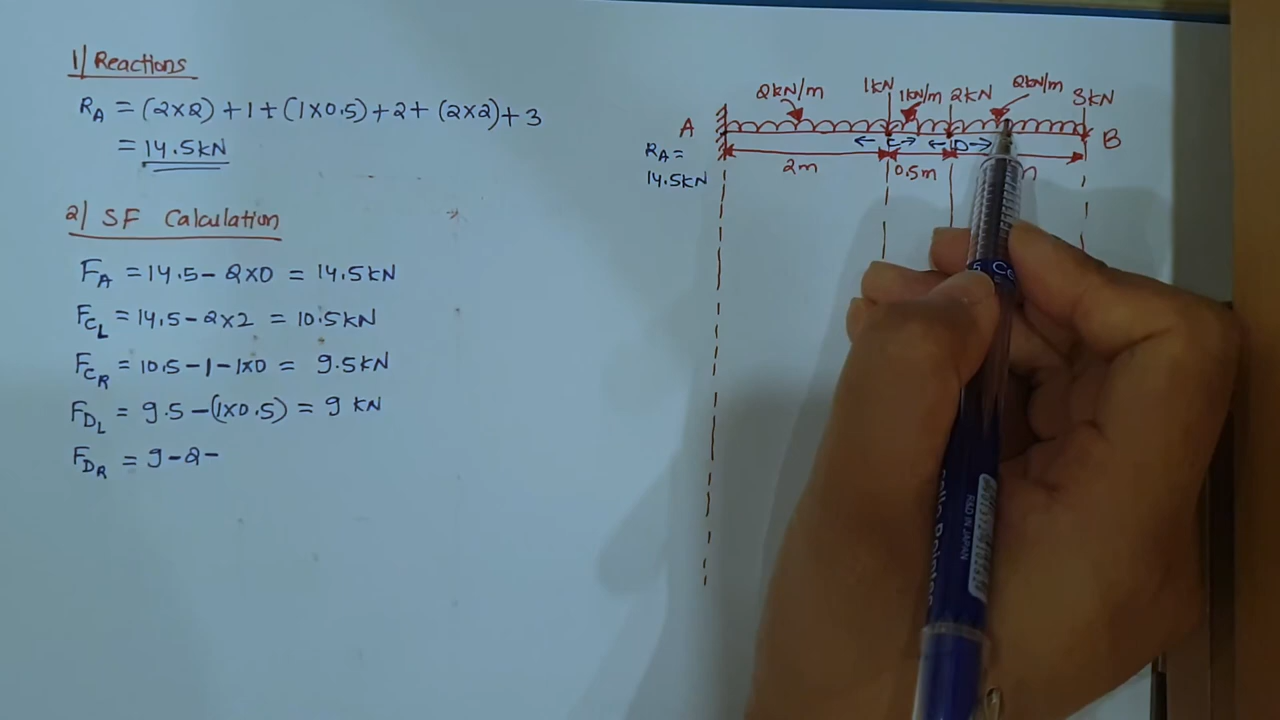 1) Reactions
RA = (2×2) + 1 + (1×0.5) + 2 + (2×2) + 3
= 14.5kN
2) SF Calculation
FA = 14.5 - 2×0 = 14.5kN
FCL = 14.5 - 2×2 = 10.5kN
FCR = 10.5 - 1 - 1×0 = 9.5kN
FDL = 9.5 - (1×0.5) = 9 kN
FDR = 9 - 2 -
2kN/m 1kN 1kN/m 2kN 2kN/m 3kN
A B
← C → ← D →
RA =
14.5kN
2m 0.5m
R&D IN JAPAN